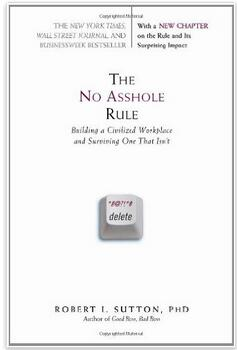 THE NEW YORK TIMES,
WALL STREET JOURNAL, AND
BUSINESSWEEK BESTSELLER
With a NEW CHAPTER
on the Rule and Its
Surprising Impact
THE
NO ASSHOLE
RULE
Building a Civilized Workplace
and Surviving One That Isn't
*@?!*#
delete
ROBERT I. SUTTON, PHD
Author of Good Boss, Bad Boss